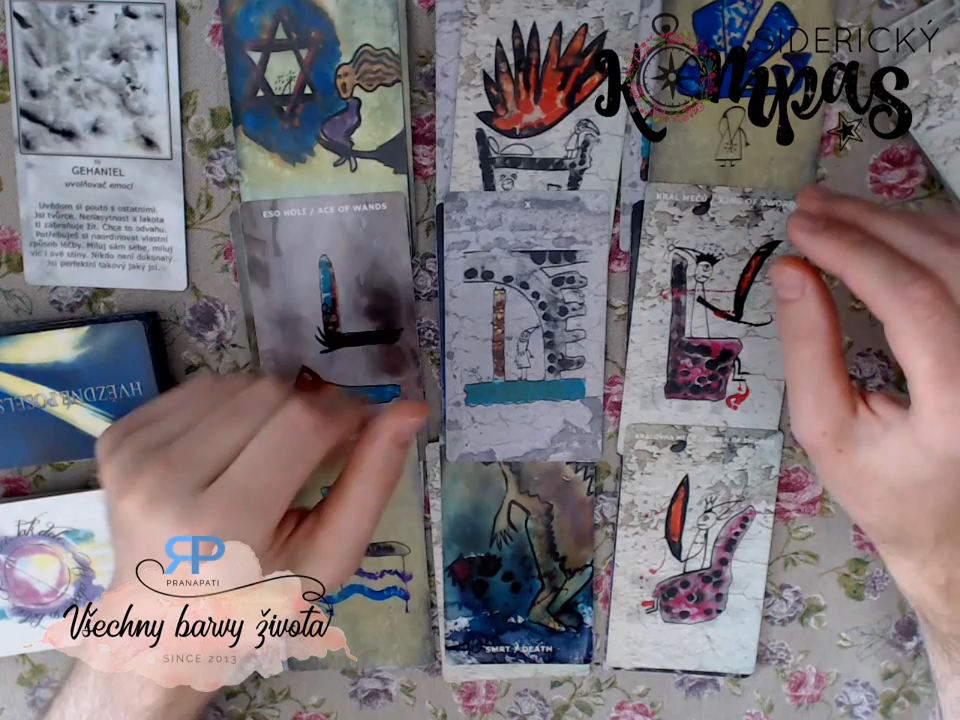 SIDERICKÝ
Kompas
GEHANIEL
uvolňovač emocí
Uvědom si pouto s ostatními.
Jsi tvůrce. Nenasytnost a lakota
ti zabraňuje žít. Chce to odvahu.
Potřebuješ si naordinovat vlastní
způsob léčby. Miluj sám sebe, miluj
víc i své stíny. Nikdo není dokonalý.
Jsi perfektní takový jaký jsi.
ESO HOLÍ / ACE OF WANDS
X
KRÁL MEČŮ / KING OF SWORDS
HVĚZDNÉ POSELS
RP
PRANAPATI
Všechny barvy života
SINCE 2013
SMRT / DEATH